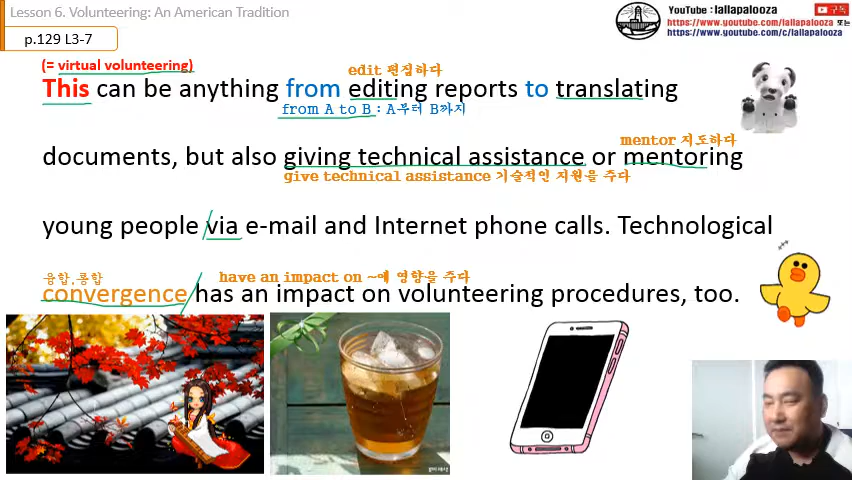 Lesson 6. Volunteering: An American Tradition
YouTube : lallapalooza 구독
https://www.youtube.com/lallapalooza 또는
https://www.youtube.com/c/lallapalooza
p.129 L3-7
(= virtual volunteering)
edit 편집하다
This can be anything from editing reports to translating
from A to B : A부터 B까지
mentor 지도하다
documents, but also giving technical assistance or mentoring
give technical assistance 기술적인 지원을 주다
young people via e-mail and Internet phone calls. Technological
융합, 통합
have an impact on ~에 영향을 주다
convergence has an impact on volunteering procedures, too.